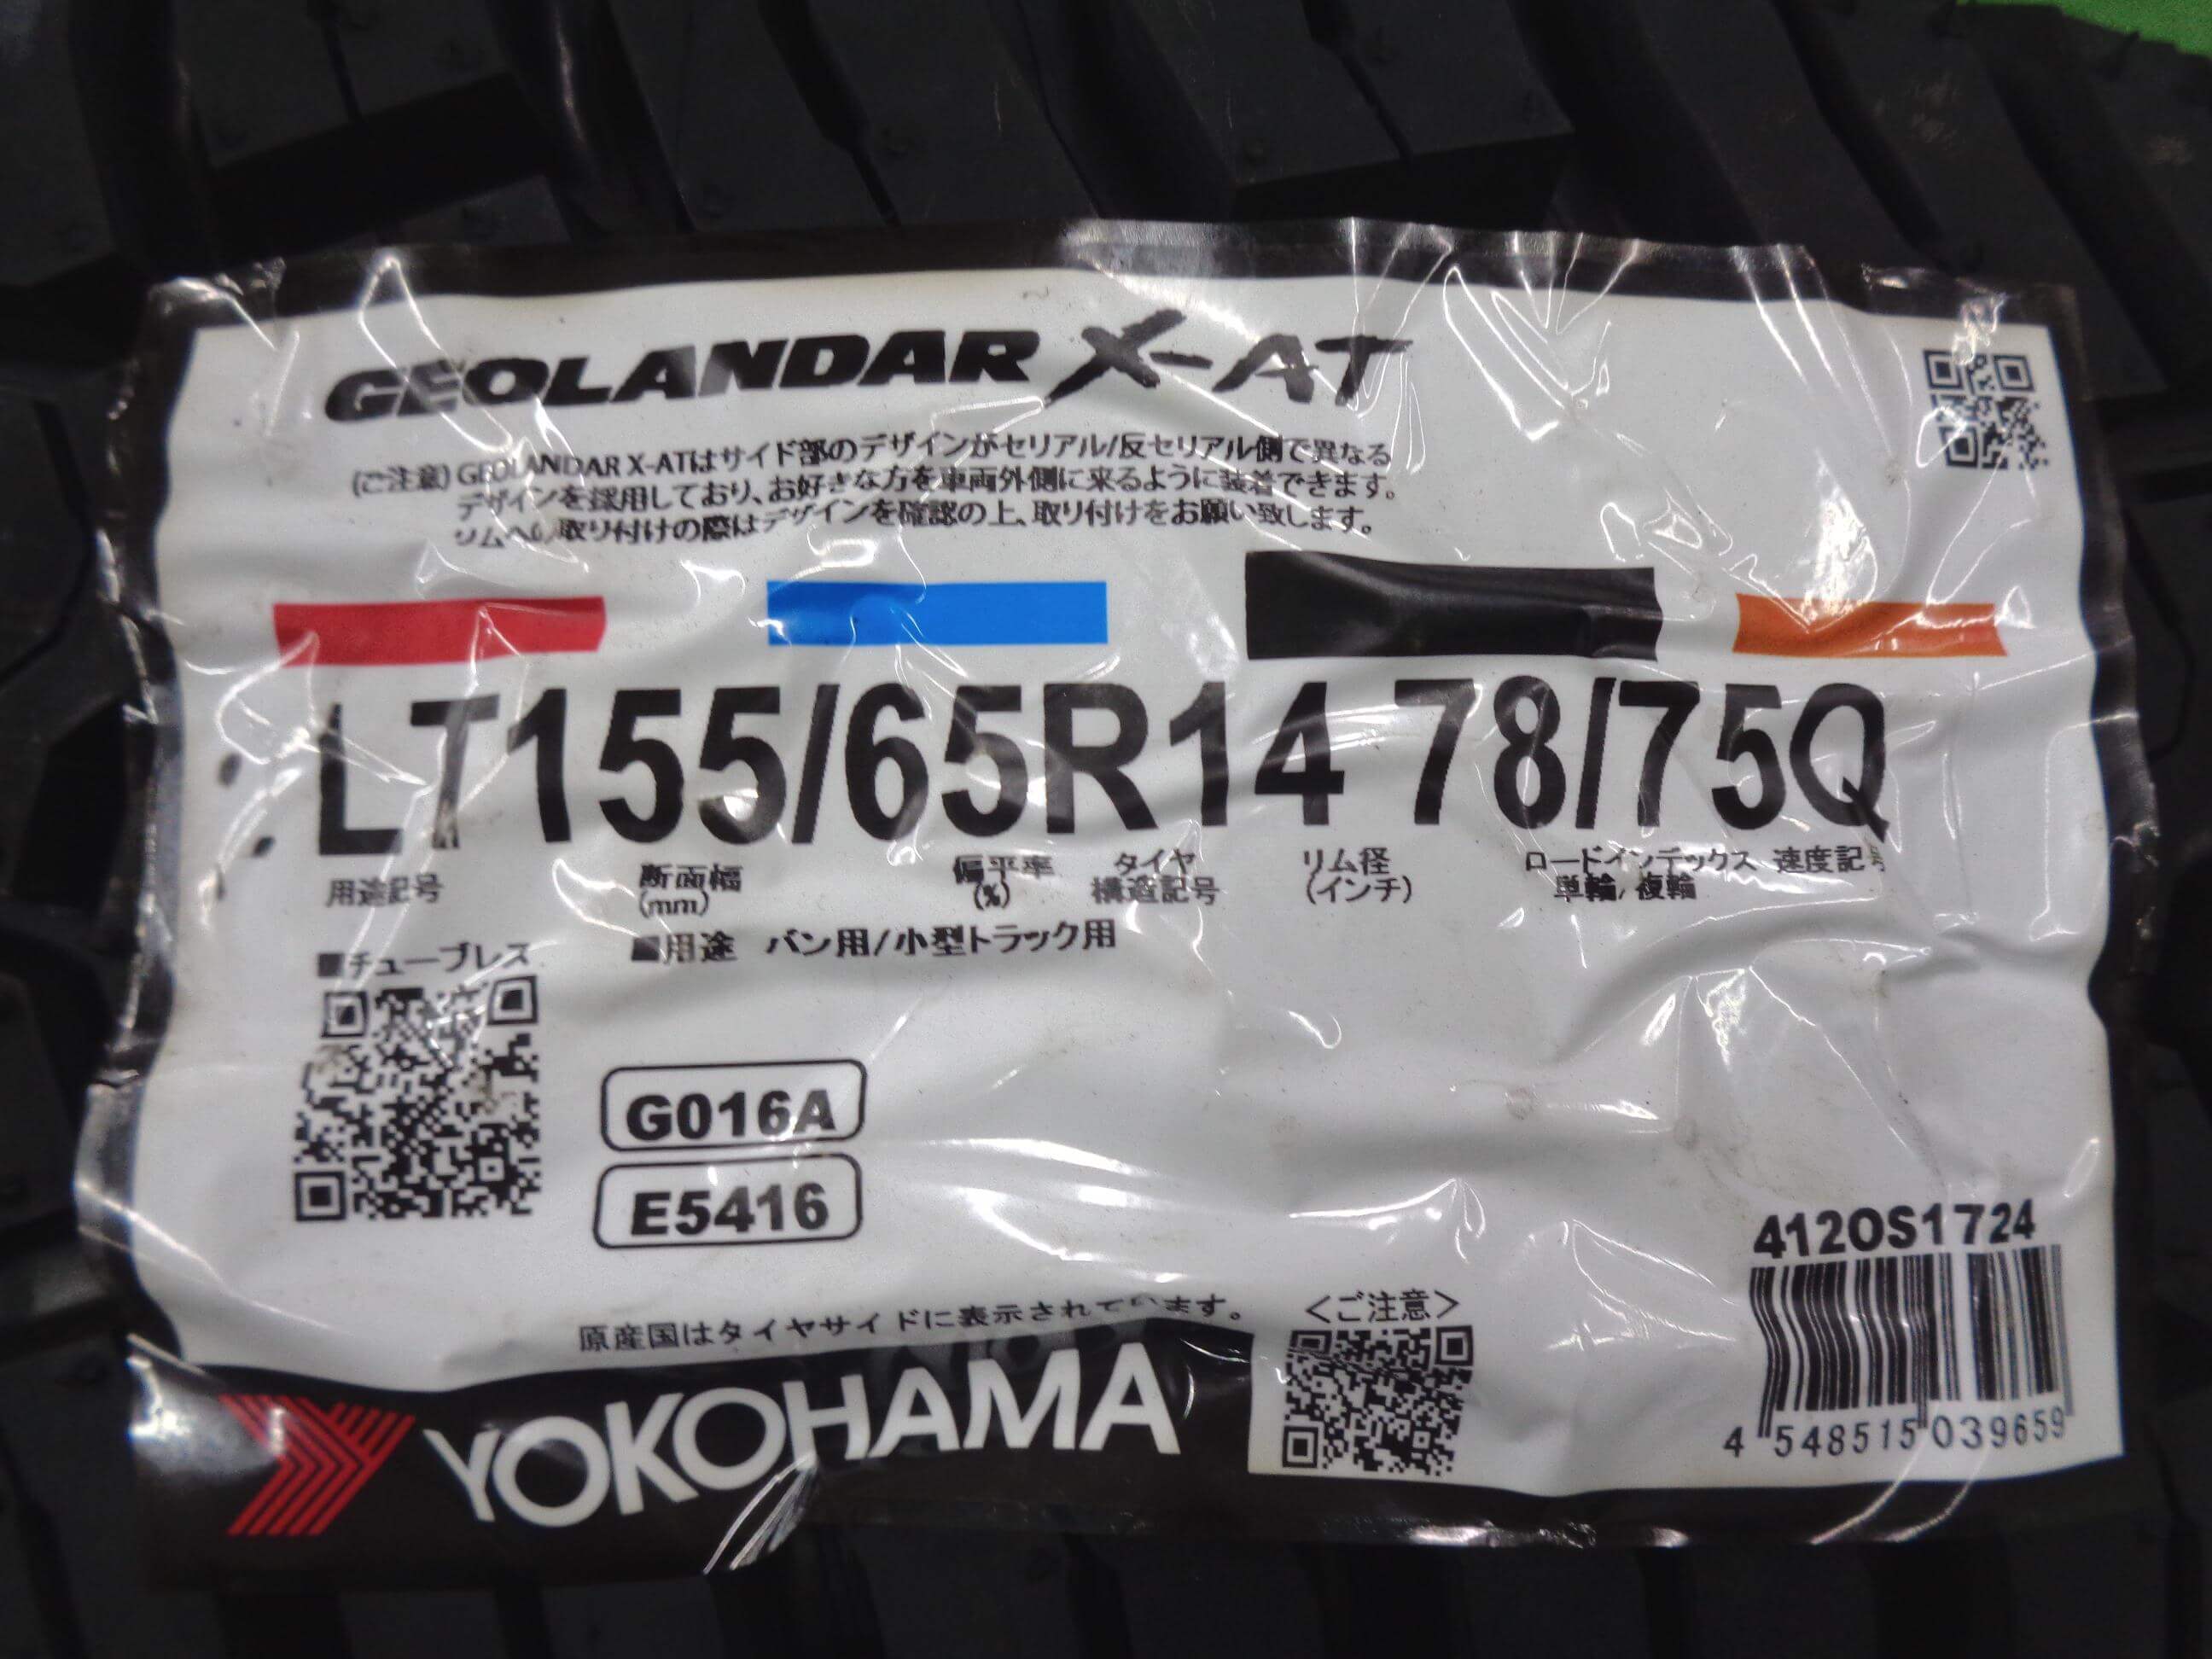 GEOLANDAR X-AT
(ご注意) GEOLANDAR X-ATはサイド部のデザインがセリアル/反セリアル側で異なる
デザインを採用しており、お好きな方を車両外側に来るように装着できます。
リムへの取り付けの際はデザインを確認の上、取り付けをお願い致します。
LT155/65R14 78/75Q
用途記号 断面幅(mm) 偏平率(%) タイヤ構造記号 リム径(インチ) ロードインデックス単輪/複輪 速度記号
■チューブレス ■用途 バン用/小型トラック用
G016A
E5416
412OS1724
原産国はタイヤサイドに表示されています。
<ご注意>
YOKOHAMA
4 548515 039659